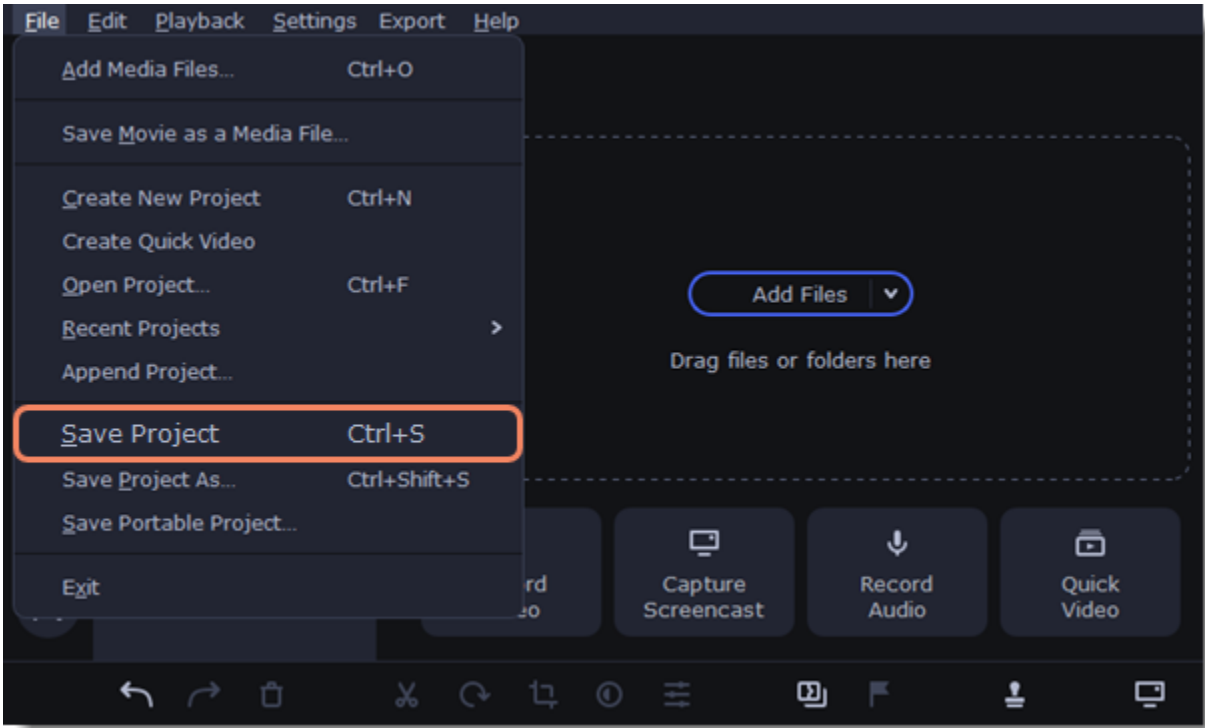 File Edit Playback Settings Export Help
Add Media Files... Ctrl+O
Save Movie as a Media File...
Create New Project Ctrl+N
Create Quick Video
Open Project... Ctrl+F
Recent Projects
Append Project...
Save Project Ctrl+S
Save Project As... Ctrl+Shift+S
Save Portable Project...
Exit
Add Files
Drag files or folders here
Capture
Screencast
Record
Audio
Quick
Video